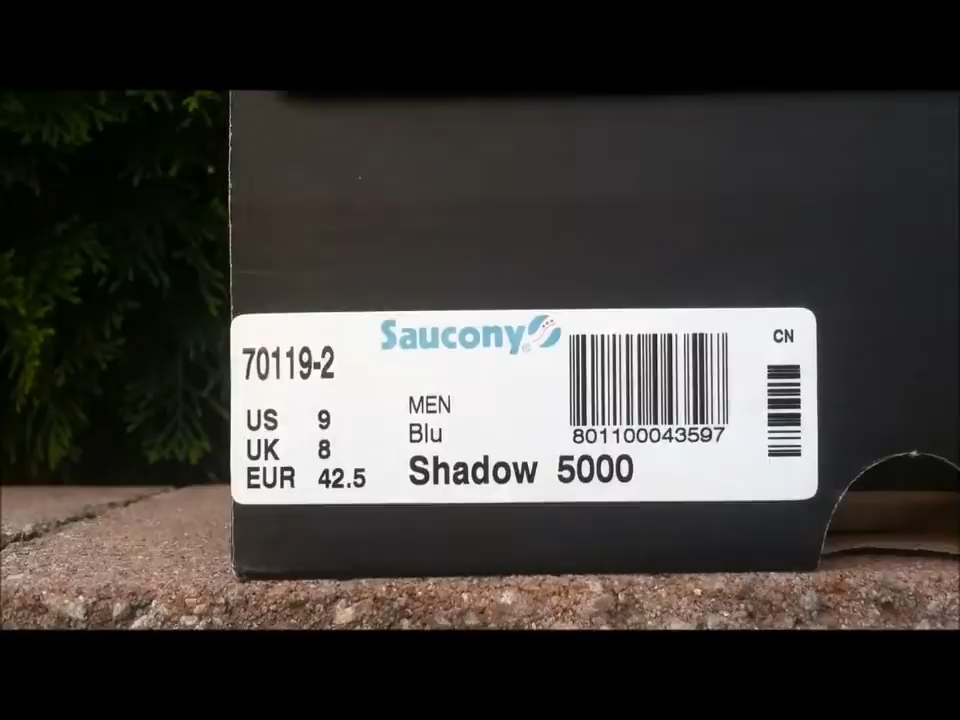 Saucony
®
CN
70119-2
US 9
UK 8
EUR 42.5
MEN
Blu
Shadow 5000
801100043597